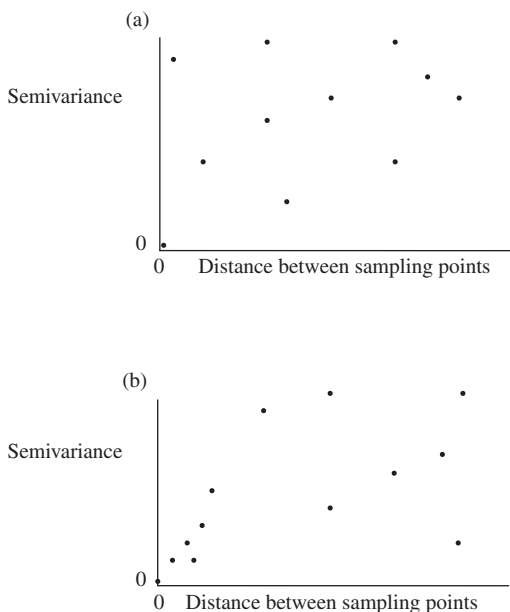 (a)
Semivariance
0
0 Distance between sampling points
(b)
Semivariance
0
0 Distance between sampling points